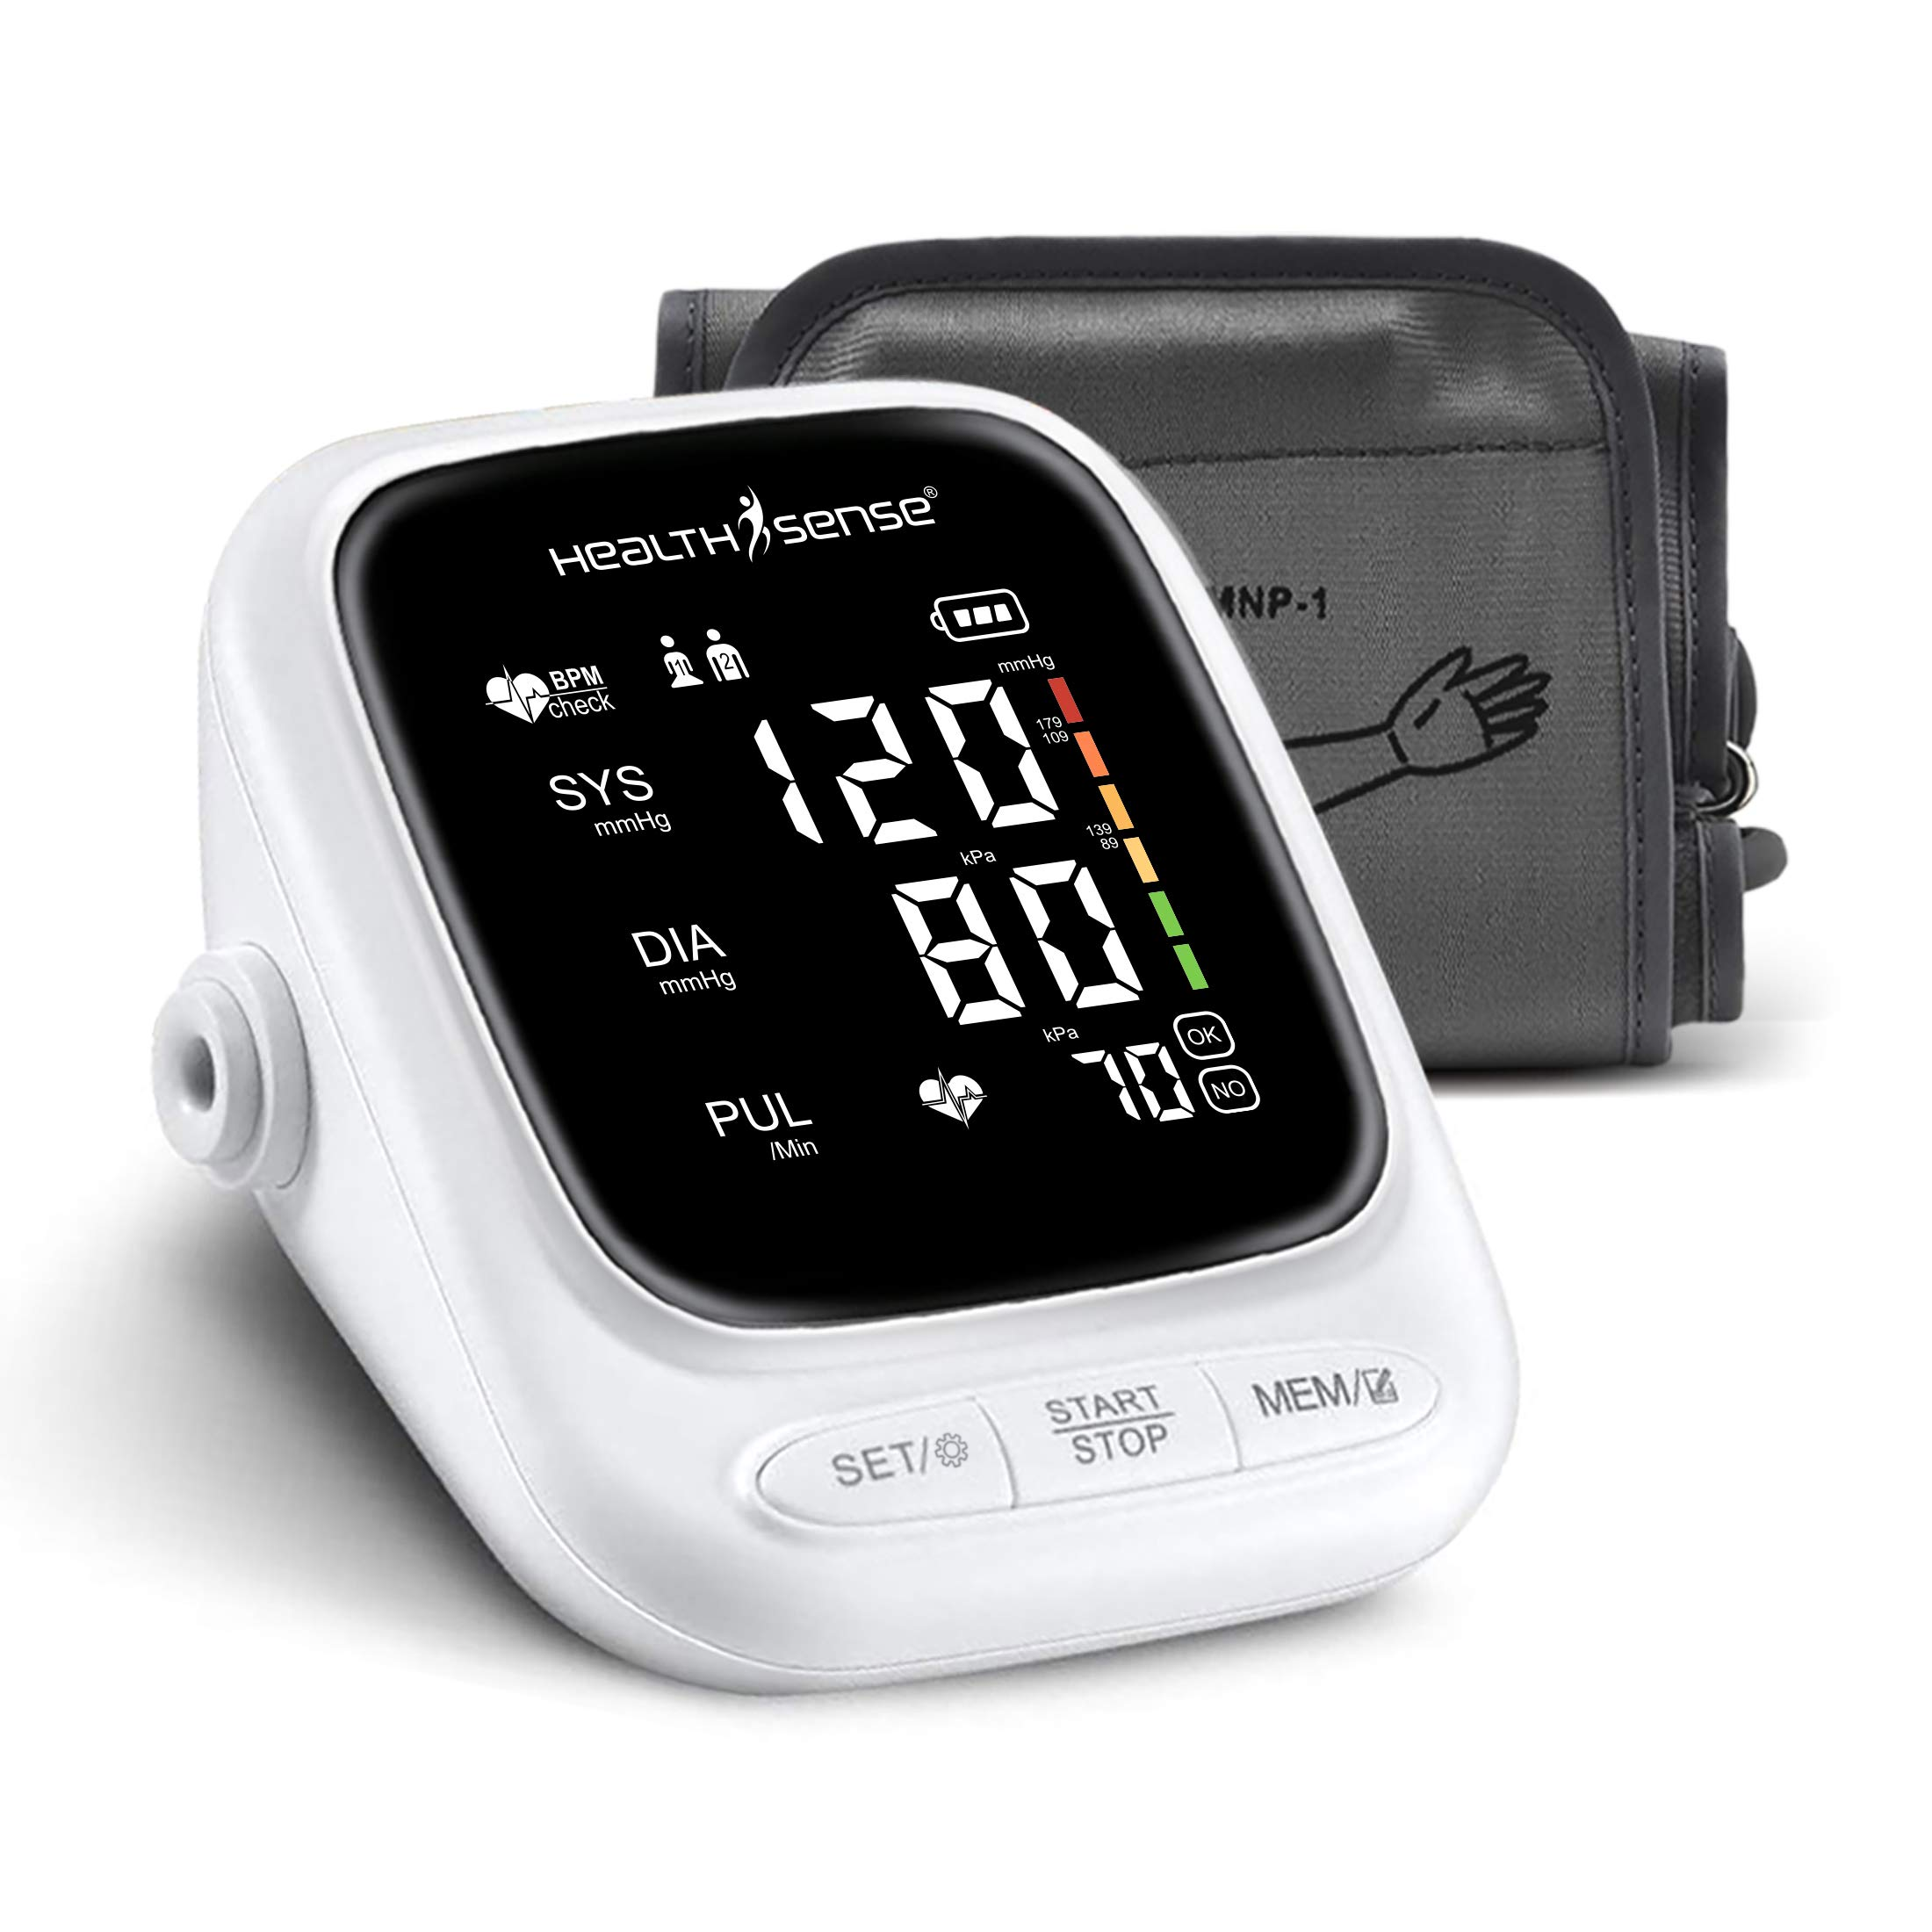 HEALTH SENSE®
BPM
check
1 2
mmHg
SYS
mmHg
120
179
109
139
89
kPa
DIA
mmHg
80
kPa
PUL
/Min
70
OK
NO
SET/
START
STOP
MEM/